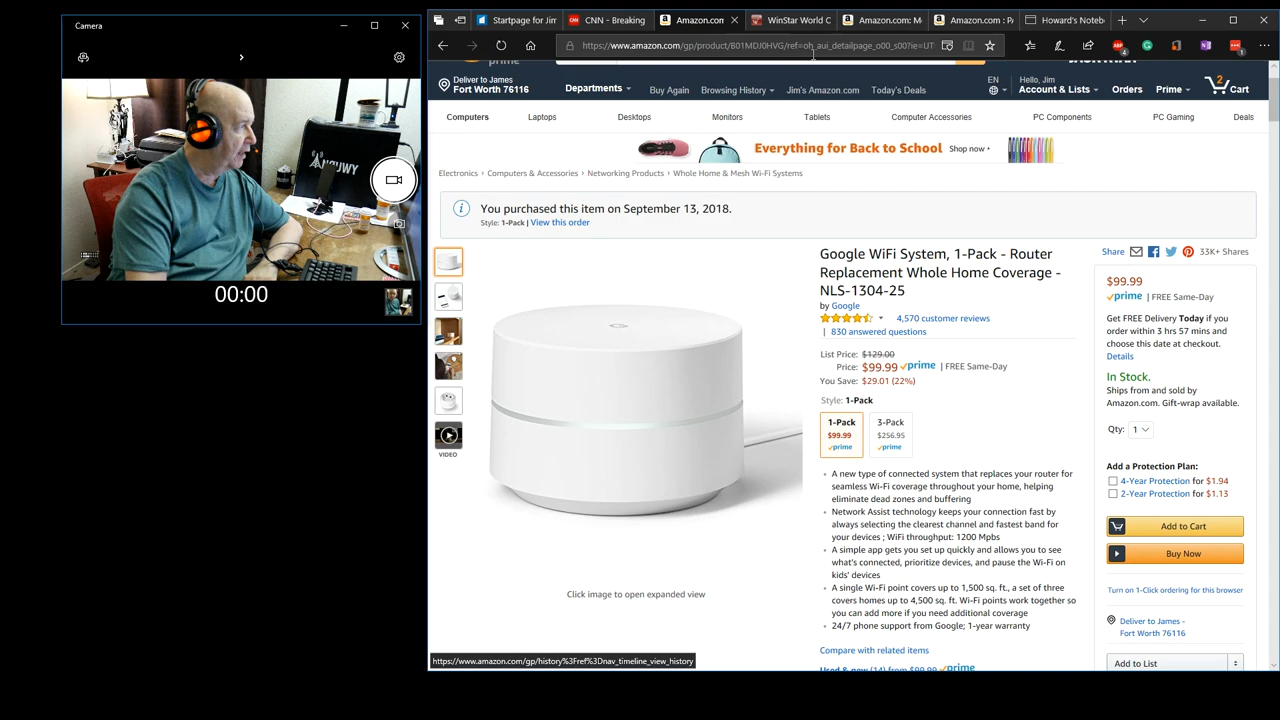 Camera
ANGUWY
00:00
Startpage for Jim
CNN - Breaking
Amazon.com
WinStar World C
Amazon.com: M
Amazon.com : P
Howard's Noteb
https://www.amazon.com/gp/product/B01MDJ0HVG/ref=oh_aui_detailpage_o00_s00?ie=UT
prime
Deliver to James
Fort Worth 76116
Departments
Buy Again
Browsing History
Jim's Amazon.com
Today's Deals
EN
Hello, Jim
Account & Lists
Orders
Prime
2
Cart
Computers
Laptops
Desktops
Monitors
Tablets
Computer Accessories
PC Components
PC Gaming
Deals
Everything for Back to School Shop now
Electronics › Computers & Accessories › Networking Products › Whole Home & Mesh Wi-Fi Systems
You purchased this item on September 13, 2018.
Style: 1-Pack | View this order
VIDEO
Click image to open expanded view
Google WiFi System, 1-Pack - Router
Replacement Whole Home Coverage -
NLS-1304-25
by Google
4,570 customer reviews
| 830 answered questions
List Price: $129.00
Price: $99.99 prime | FREE Same-Day
You Save: $29.01 (22%)
Style: 1-Pack
1-Pack
$99.99
prime
3-Pack
$256.95
prime
• A new type of connected system that replaces your router for
seamless Wi-Fi coverage throughout your home, helping
eliminate dead zones and buffering
• Network Assist technology keeps your connection fast by
always selecting the clearest channel and fastest band for
your devices ; WiFi throughput: 1200 Mpbs
• A simple app gets you set up quickly and allows you to see
what's connected, prioritize devices, and pause the Wi-Fi on
kids' devices
• A single Wi-Fi point covers up to 1,500 sq. ft., a set of three
covers homes up to 4,500 sq. ft. Wi-Fi points work together so
you can add more if you need additional coverage
• 24/7 phone support from Google; 1-year warranty
Compare with related items
Used & new (14) from $99.99 prime
Share
33K+ Shares
$99.99
prime | FREE Same-Day
Get FREE Delivery Today if you
order within 3 hrs 57 mins and
choose this date at checkout.
Details
In Stock.
Ships from and sold by
Amazon.com. Gift-wrap available.
Qty: 1
Add a Protection Plan:
4-Year Protection for $1.94
2-Year Protection for $1.13
Add to Cart
Buy Now
Turn on 1-Click ordering for this browser
Deliver to James -
Fort Worth 76116
Add to List
https://www.amazon.com/gp/history%3Fref%3Dnav_timeline_view_history